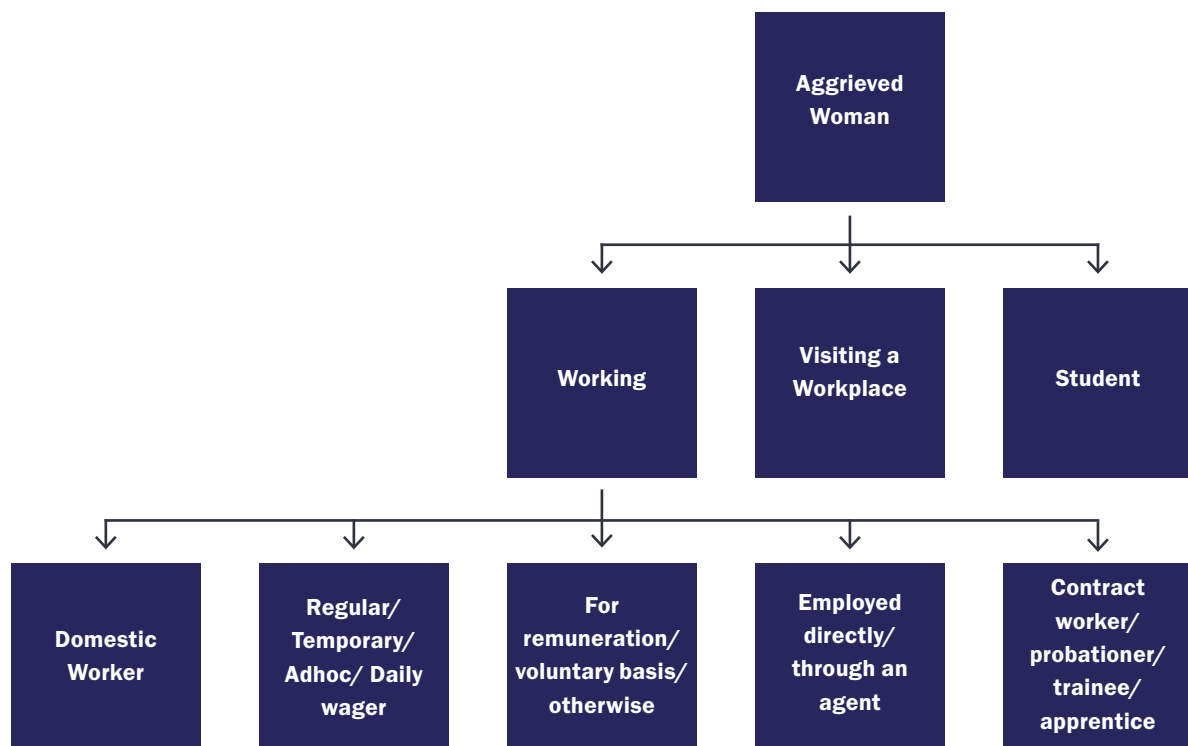 Aggrieved
Woman
Working
Visiting a
Workplace
Student
Domestic
Worker
Regular/
Temporary/
Adhoc/ Daily
wager
For
remuneration/
voluntary basis/
otherwise
Employed
directly/
through an
agent
Contract
worker/
probationer/
trainee/
apprentice